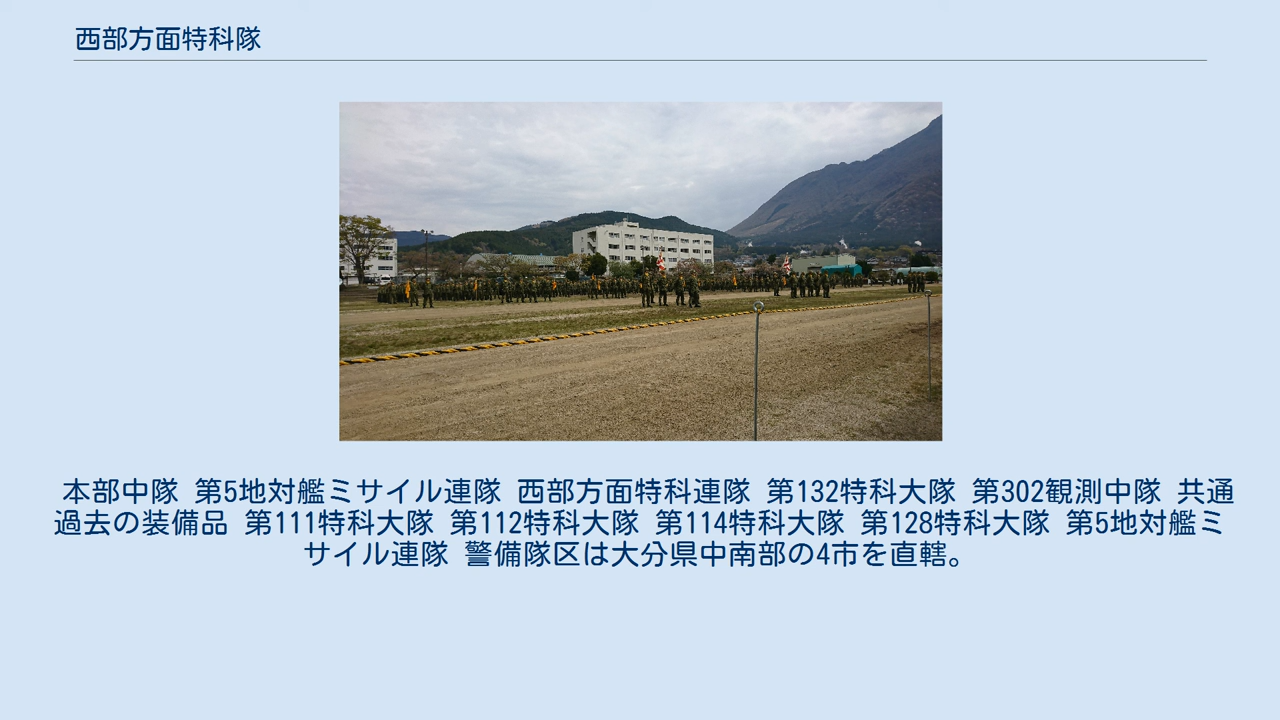 西部方面特科隊
本部中隊 第5地対艦ミサイル連隊 西部方面特科連隊 第132特科大隊 第302観測中隊 共通
過去の装備品 第111特科大隊 第112特科大隊 第114特科大隊 第128特科大隊 第5地対艦ミ
サイル連隊 警備隊区は大分県中南部の4市を直轄。